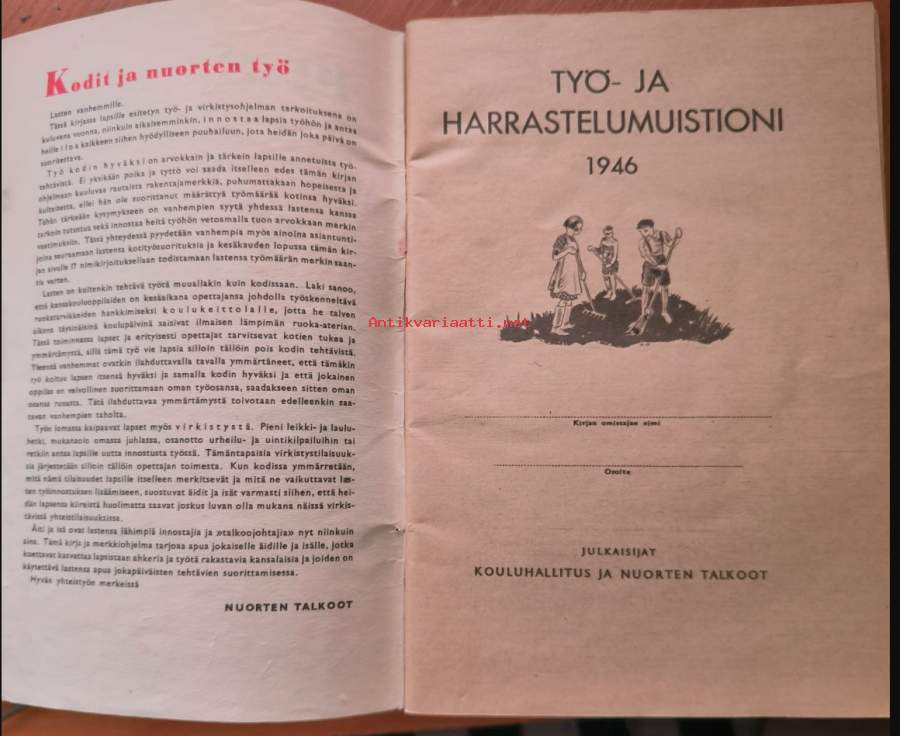 Kodit ja nuorten työ
Lasten vanhemmille.
Tässä kirjassa lapsille esitetyn työ- ja virkistysohjelman tarkoituksena on
kuluvana vuonna, niinkuin aikaisemminkin, innostaa lapsia työhön ja antaa
heille iloa kaikkeen siihen hyödylliseen puuhailuun, jota heidän joka päivä on
suoritettava.
Työ kodin hyväksi on arvokkain ja tärkein lapsille annetuista työ-
tehtävistä. Ei yksikään poika ja tyttö voi saada itselleen edes tämän kirjan
ohjelmaan kuuluvaa rautaista rakentajamerkkiä, puhumattakaan hopeisesta ja
kultaisesta, ellei hän ole suorittanut määrättyä työmäärää kotinsa hyväksi.
Tähän tärkeään kysymykseen on vanhempien syytä yhdessä lastensa kanssa
tarkoin tutustua sekä innostaa heitä työhön vetoamalla tuon arvokkaan merkin
vaatimuksiin. Tässä yhteydessä pyydetään vanhempia myös ainoina asiantunti-
joina seuraamaan lastensa kotityösuorituksia ja kesäkauden lopussa tämän kir-
jan sivulle 17 nimikirjoituksellaan todistamaan lastensa työmäärän merkin saan-
tia varten.
Lasten on kuitenkin tehtävä työtä muuallakin kuin kodissaan. Laki sanoo,
että kansakouluoppilaiden on kesäaikana opettajansa johdolla työskenneltävä
ruokatarvikkeiden hankkimiseksi koulukeittolalle, jotta he talven
aikana täysinäisinä koulupäivinä saisivat ilmaisen lämpimän ruoka-aterian.
Tässä toiminnassa lapset ja erityisesti opettajat tarvitsevat kotien tukea ja
ymmärtämystä, sillä tämä työ vie lapsia silloin tällöin pois kodin tehtävistä.
Yleensä vanhemmat ovatkin ilahduttavalla tavalla ymmärtäneet, että tämäkin
työ koituu lapsen itsensä hyväksi ja samalla kodin hyväksi ja että jokainen
oppilas on velvollinen suorittamaan oman työosansa, saadakseen sitten oman
osansa ruoasta. Tätä ilahduttavaa ymmärtämystä toivotaan edelleenkin saa-
tavan vanhempien taholta.
Työn lomassa kaipaavat lapset myös virkistystä. Pieni leikki- ja laulu-
hetki, mukanaolo omassa juhlassa, osanotto urheilu- ja uintikilpailuihin tai
retkiin antaa lapsille uutta innostusta työssä. Tämäntapaisia virkistystilaisuuk-
sia järjestetään silloin tällöin opettajan toimesta. Kun kodissa ymmärretään,
mitä nämä tilaisuudet lapsille itselleen merkitsevät ja mitä ne vaikuttavat las-
ten työinnostuksen lisäämiseen, suostuvat äidit ja isät varmasti siihen, että hei-
dän lapsensa kiireistä huolimatta saavat joskus luvan olla mukana näissä virkis-
tävissä yhteistilaisuuksissa.
Äiti ja isä ovat lastensa lähimpiä innostajia ja »talkoojohtajia» nyt niinkuin
aina. Tämä kirja ja merkkiohjelma tarjoaa apua jokaiselle äidille ja isälle, jotka
koettavat kasvattaa lapsistaan ahkeria ja työtä rakastavia kansalaisia ja joiden on
käytettävä lastensa apua jokapäiväisten tehtävien suorittamisessa.
Hyvän yhteistyön merkeissä
NUORTEN TALKOOT
TYÖ- JA
HARRASTELUMUISTIONI
1946
Antikvariaatti.net
Kirjan omistajan nimi
Osoite
JULKAISIJAT
KOULUHALLITUS JA NUORTEN TALKOOT